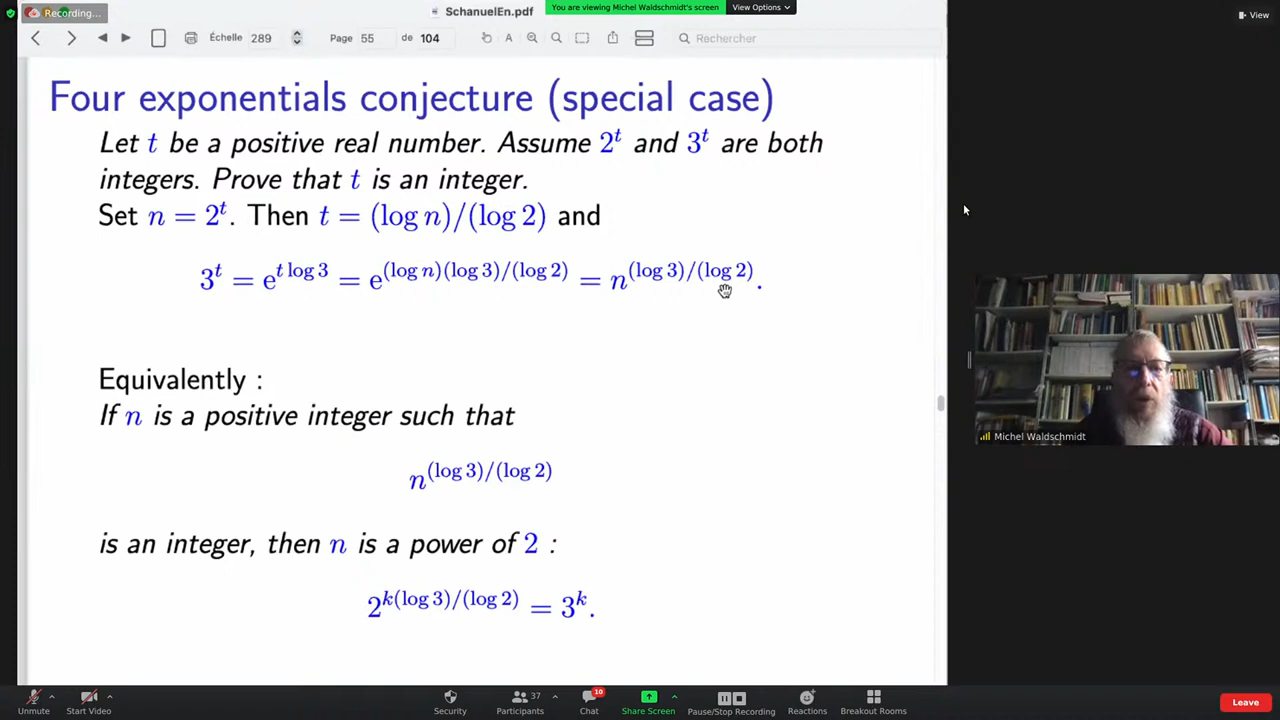 Recording...
SchanuelEn.pdf
You are viewing Michel Waldschmidt's screen
View Options
View
Échelle 289
Page 55 de 104
Rechercher
Four exponentials conjecture (special case)
Let t be a positive real number. Assume 2^t and 3^t are both
integers. Prove that t is an integer.
Set n = 2^t. Then t = (log n)/(log 2) and
3^t = e^{t log 3} = e^{(log n)(log 3)/(log 2)} = n^{(log 3)/(log 2)}.
Equivalently :
If n is a positive integer such that
n^{(log 3)/(log 2)}
is an integer, then n is a power of 2 :
2^{k(log 3)/(log 2)} = 3^k.
Michel Waldschmidt
Unmute
Start Video
Security
37
Participants
10
Chat
Share Screen
Pause/Stop Recording
Reactions
Breakout Rooms
Leave